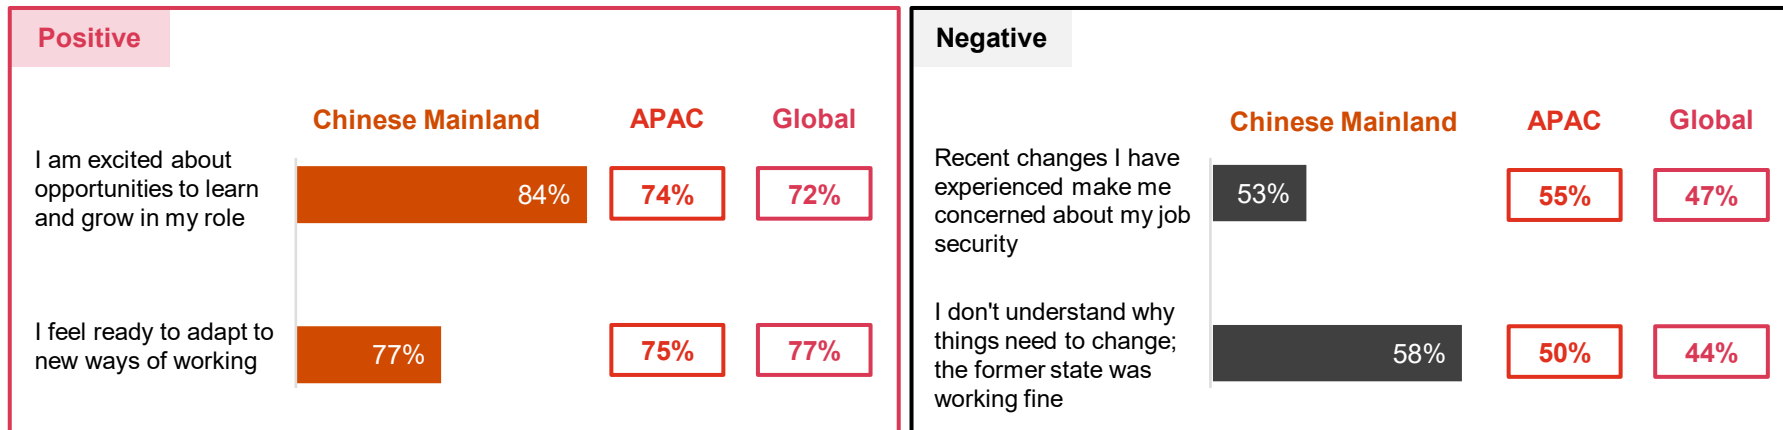 Positive
Chinese Mainland
APAC
Global
I am excited about
opportunities to learn
and grow in my role
84%
74%
72%
I feel ready to adapt to
new ways of working
77%
75%
77%
Negative
Chinese Mainland
APAC
Global
Recent changes I have
experienced make me
concerned about my job
security
53%
55%
47%
I don't understand why
things need to change;
the former state was
working fine
58%
50%
44%